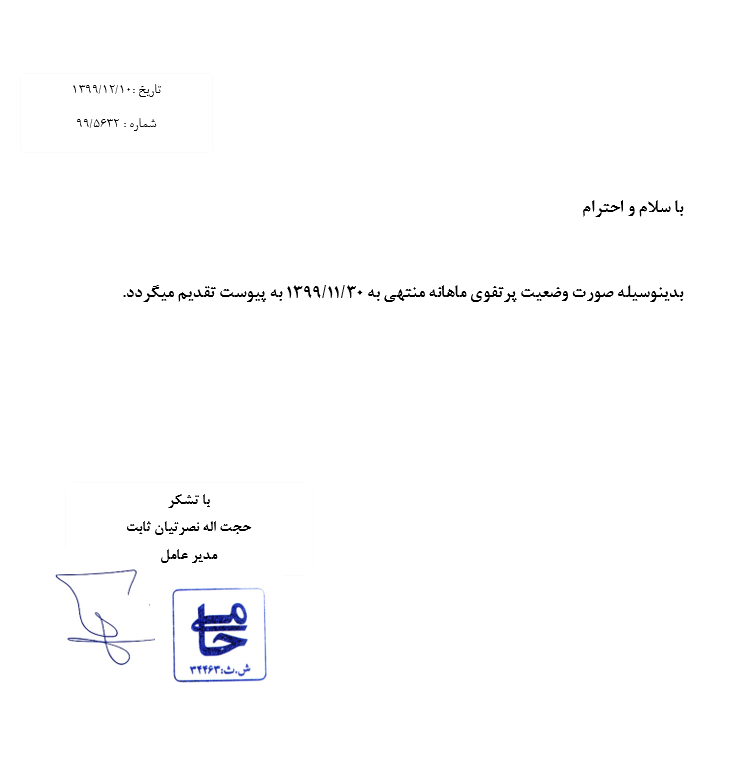 تاریخ :۱۳۹۹/۱۲/۱۰
شماره : ۹۹/۵۶۳۲
با سلام و احترام
بدینوسیله صورت وضعیت پرتفوی ماهانه منتهی به ۱۳۹۹/۱۱/۳۰ به پیوست تقدیم میگردد.
با تشکر
حجت اله نصرتیان ثابت
مدیر عامل
حامی
ش.ث:۳۴۴۶۳